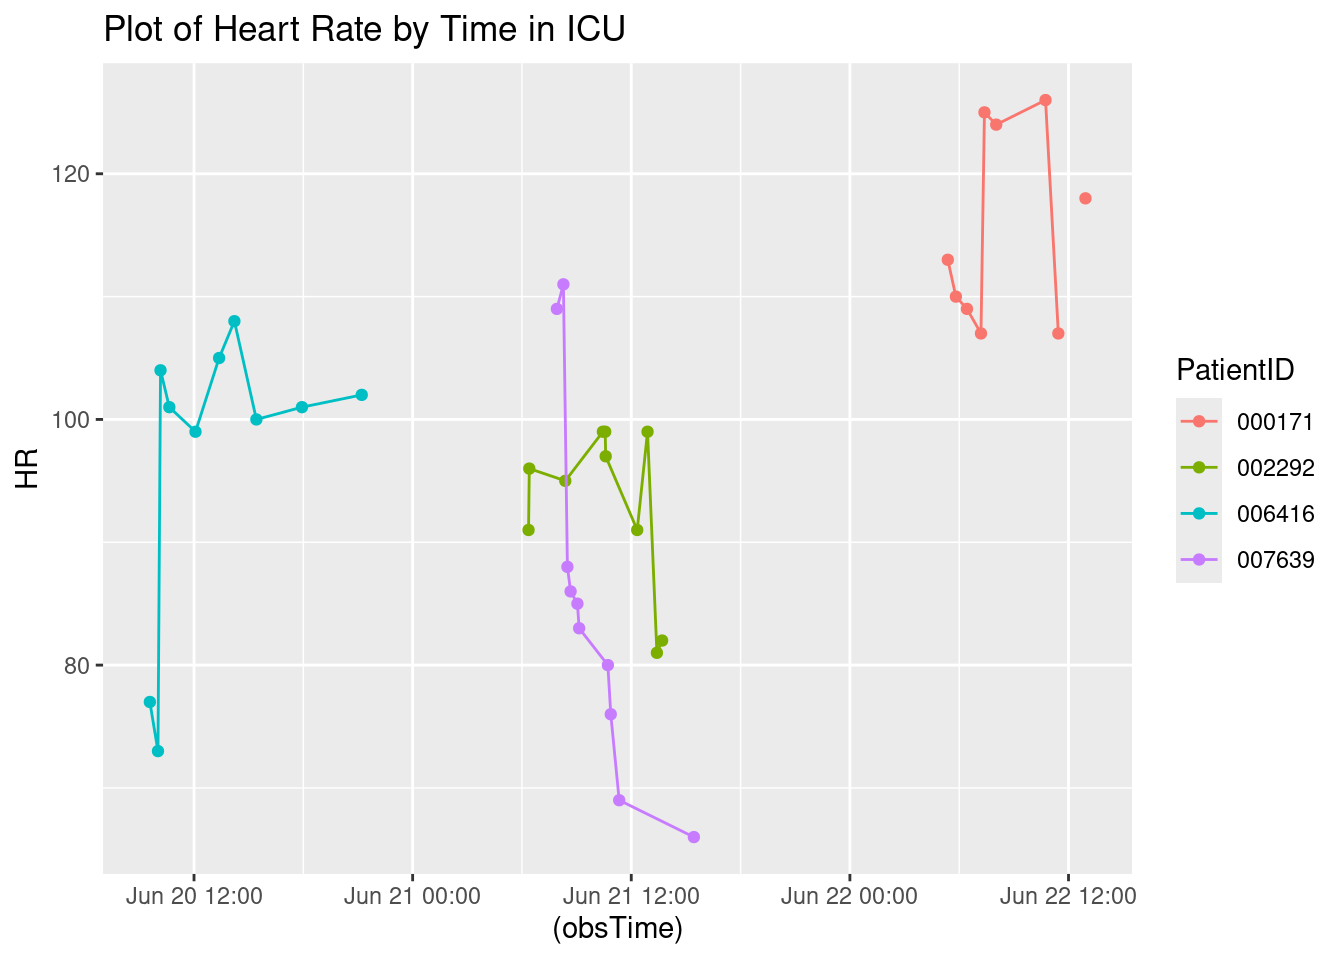 Plot of Heart Rate by Time in ICU
120
100
80
HR
Jun 20 12:00
Jun 21 00:00
Jun 21 12:00
Jun 22 00:00
Jun 22 12:00
(obsTime)
PatientID
000171
002292
006416
007639